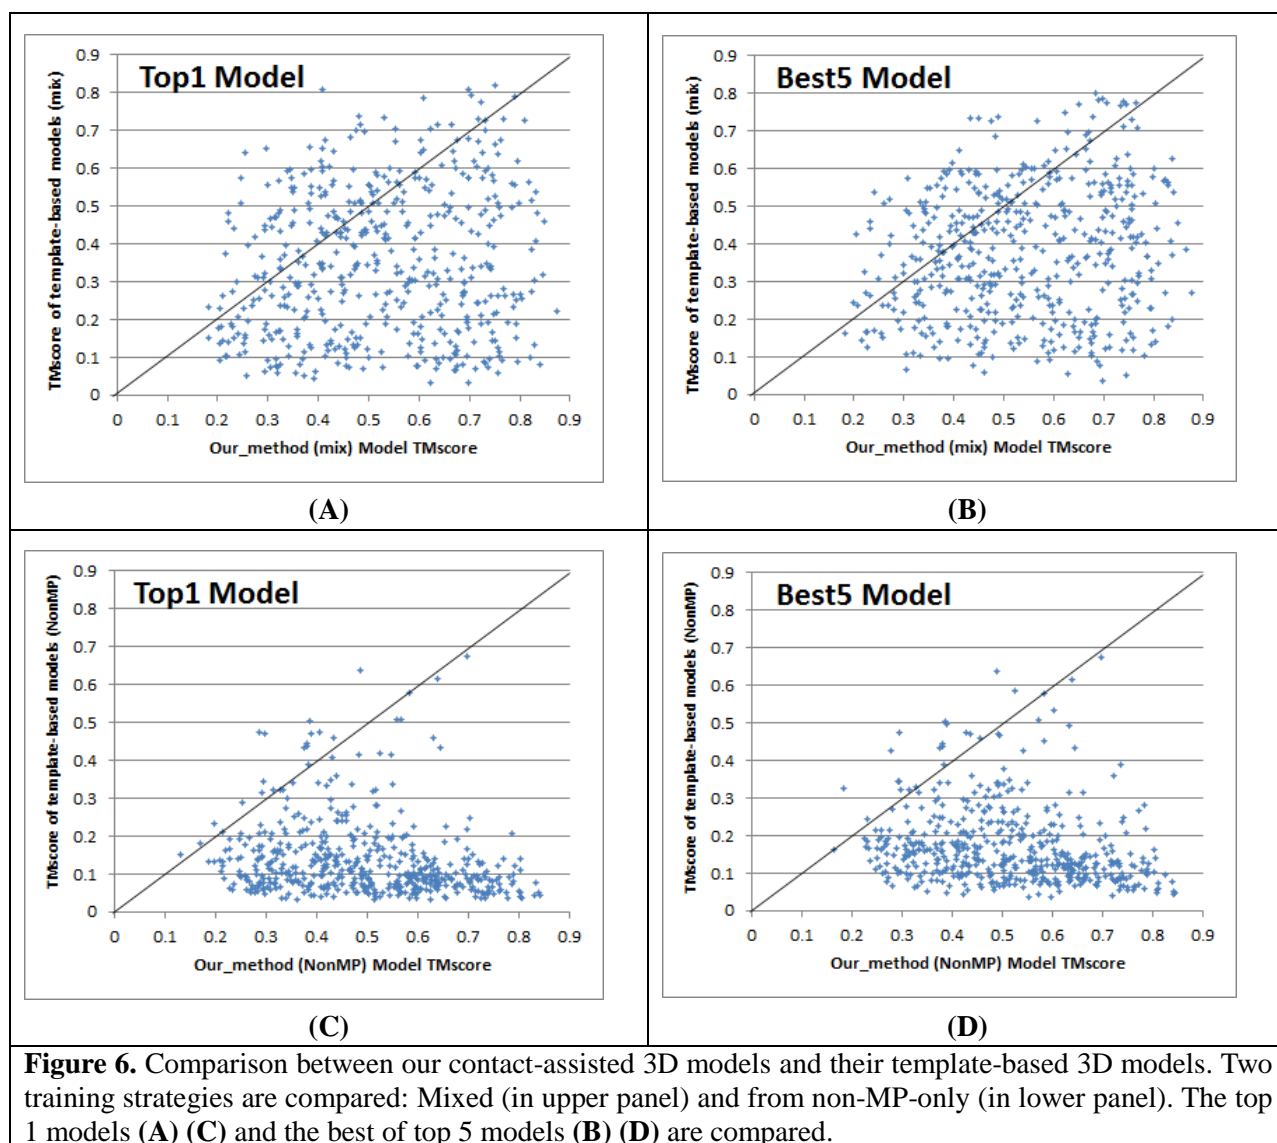 Top1 Model
TMscore of template-based models (mix)
0.9
0.8
0.7
0.6
0.5
0.4
0.3
0.2
0.1
0
0 0.1 0.2 0.3 0.4 0.5 0.6 0.7 0.8 0.9
Our_method (mix) Model TMscore
(A)
Best5 Model
TMscore of template-based models (mix)
0.9
0.8
0.7
0.6
0.5
0.4
0.3
0.2
0.1
0
0 0.1 0.2 0.3 0.4 0.5 0.6 0.7 0.8 0.9
Our_method (mix) Model TMscore
(B)
Top1 Model
TMscore of template-based models (NonMP)
0.9
0.8
0.7
0.6
0.5
0.4
0.3
0.2
0.1
0
0 0.1 0.2 0.3 0.4 0.5 0.6 0.7 0.8 0.9
Our_method (NonMP) Model TMscore
(C)
Best5 Model
TMscore of template-based models (NonMP)
0.9
0.8
0.7
0.6
0.5
0.4
0.3
0.2
0.1
0
0 0.1 0.2 0.3 0.4 0.5 0.6 0.7 0.8 0.9
Our_method (NonMP) Model TMscore
(D)
Figure 6. Comparison between our contact-assisted 3D models and their template-based 3D models. Two
training strategies are compared: Mixed (in upper panel) and from non-MP-only (in lower panel). The top
1 models (A) (C) and the best of top 5 models (B) (D) are compared.